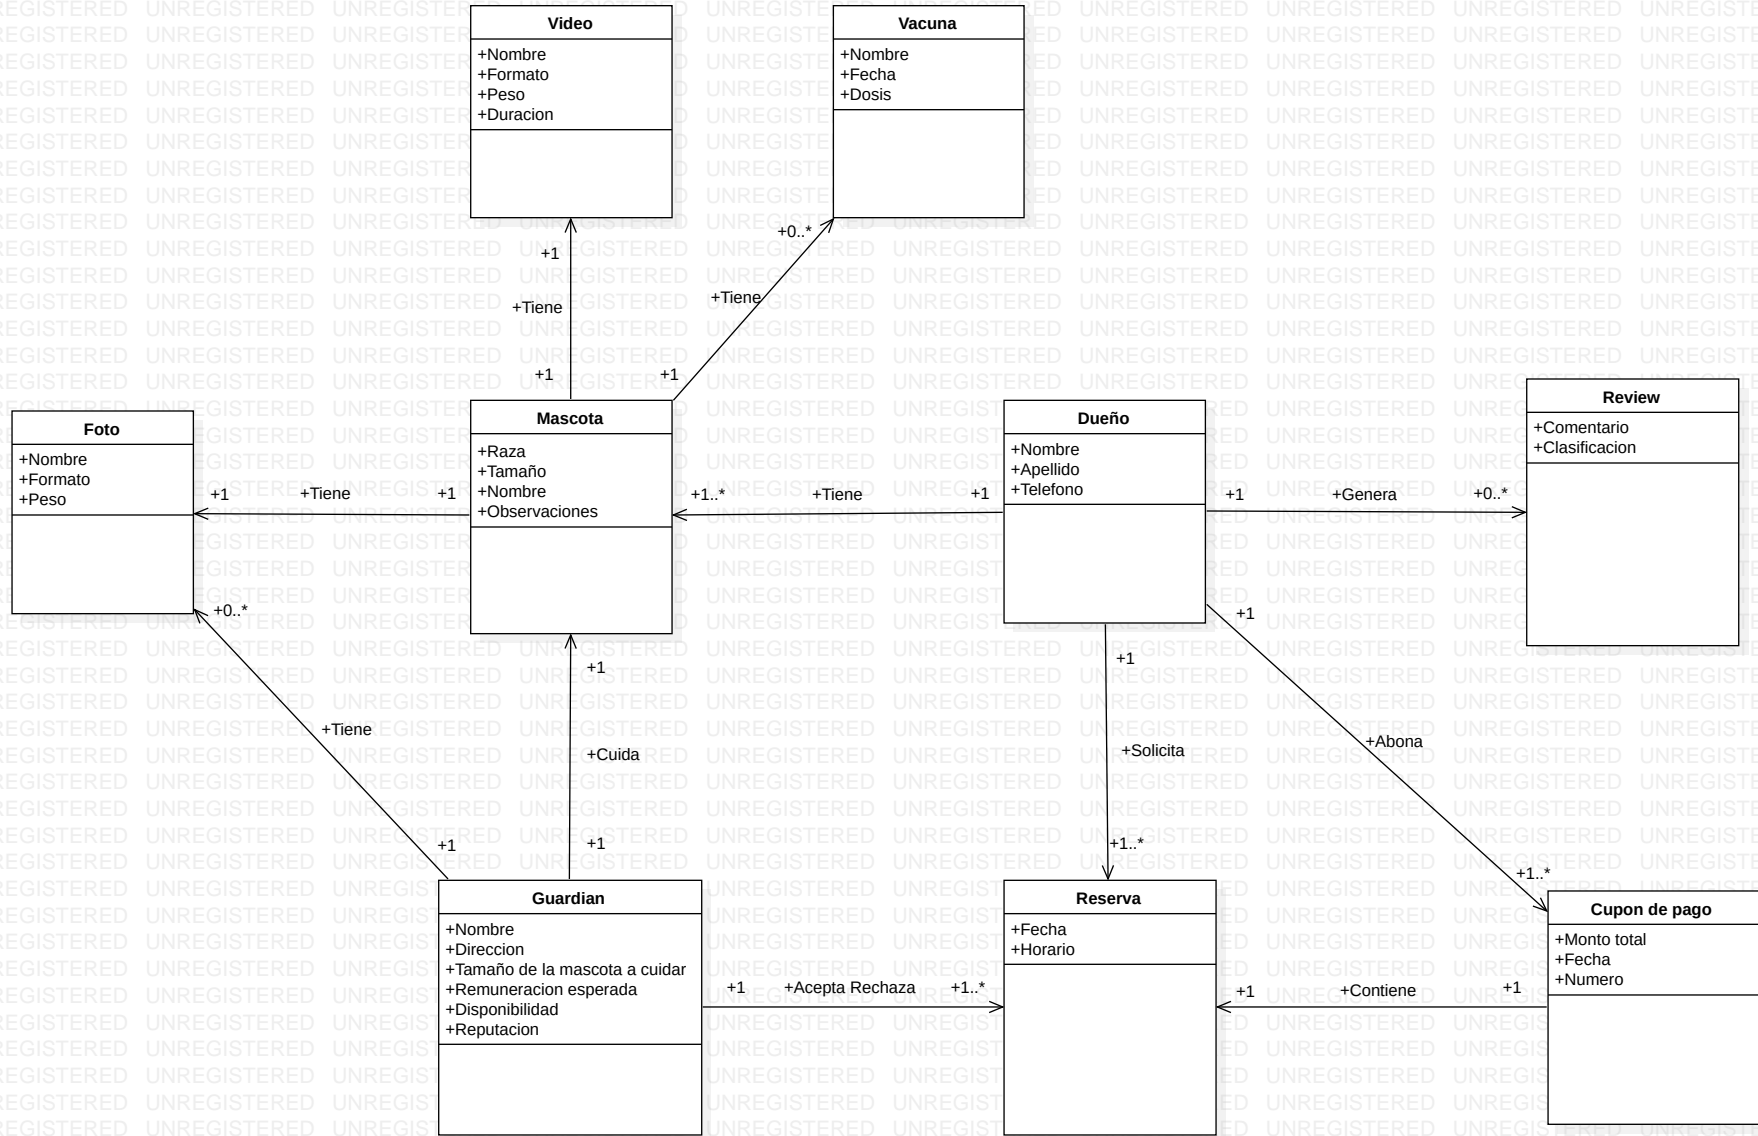 Video
+Nombre
+Formato
+Peso
+Duracion
Vacuna
+Nombre
+Fecha
+Dosis
+1
+Tiene
+1
+0..*
+Tiene
+1
Foto
+Nombre
+Formato
+Peso
+1
+Tiene
+1
Mascota
+Raza
+Tamaño
+Nombre
+Observaciones
+1..*
+Tiene
+1
Dueño
+Nombre
+Apellido
+Telefono
+1
+Genera
+0..*
Review
+Comentario
+Clasificacion
+0..*
+Tiene
+1
+1
+Cuida
+1
+1
+Solicita
+1..*
+1
+Abona
+1..*
Guardian
+Nombre
+Direccion
+Tamaño de la mascota a cuidar
+Remuneracion esperada
+Disponibilidad
+Reputacion
+1
+Acepta Rechaza
+1..*
Reserva
+Fecha
+Horario
+1
+Contiene
+1
Cupon de pago
+Monto total
+Fecha
+Numero
UNREGISTERED